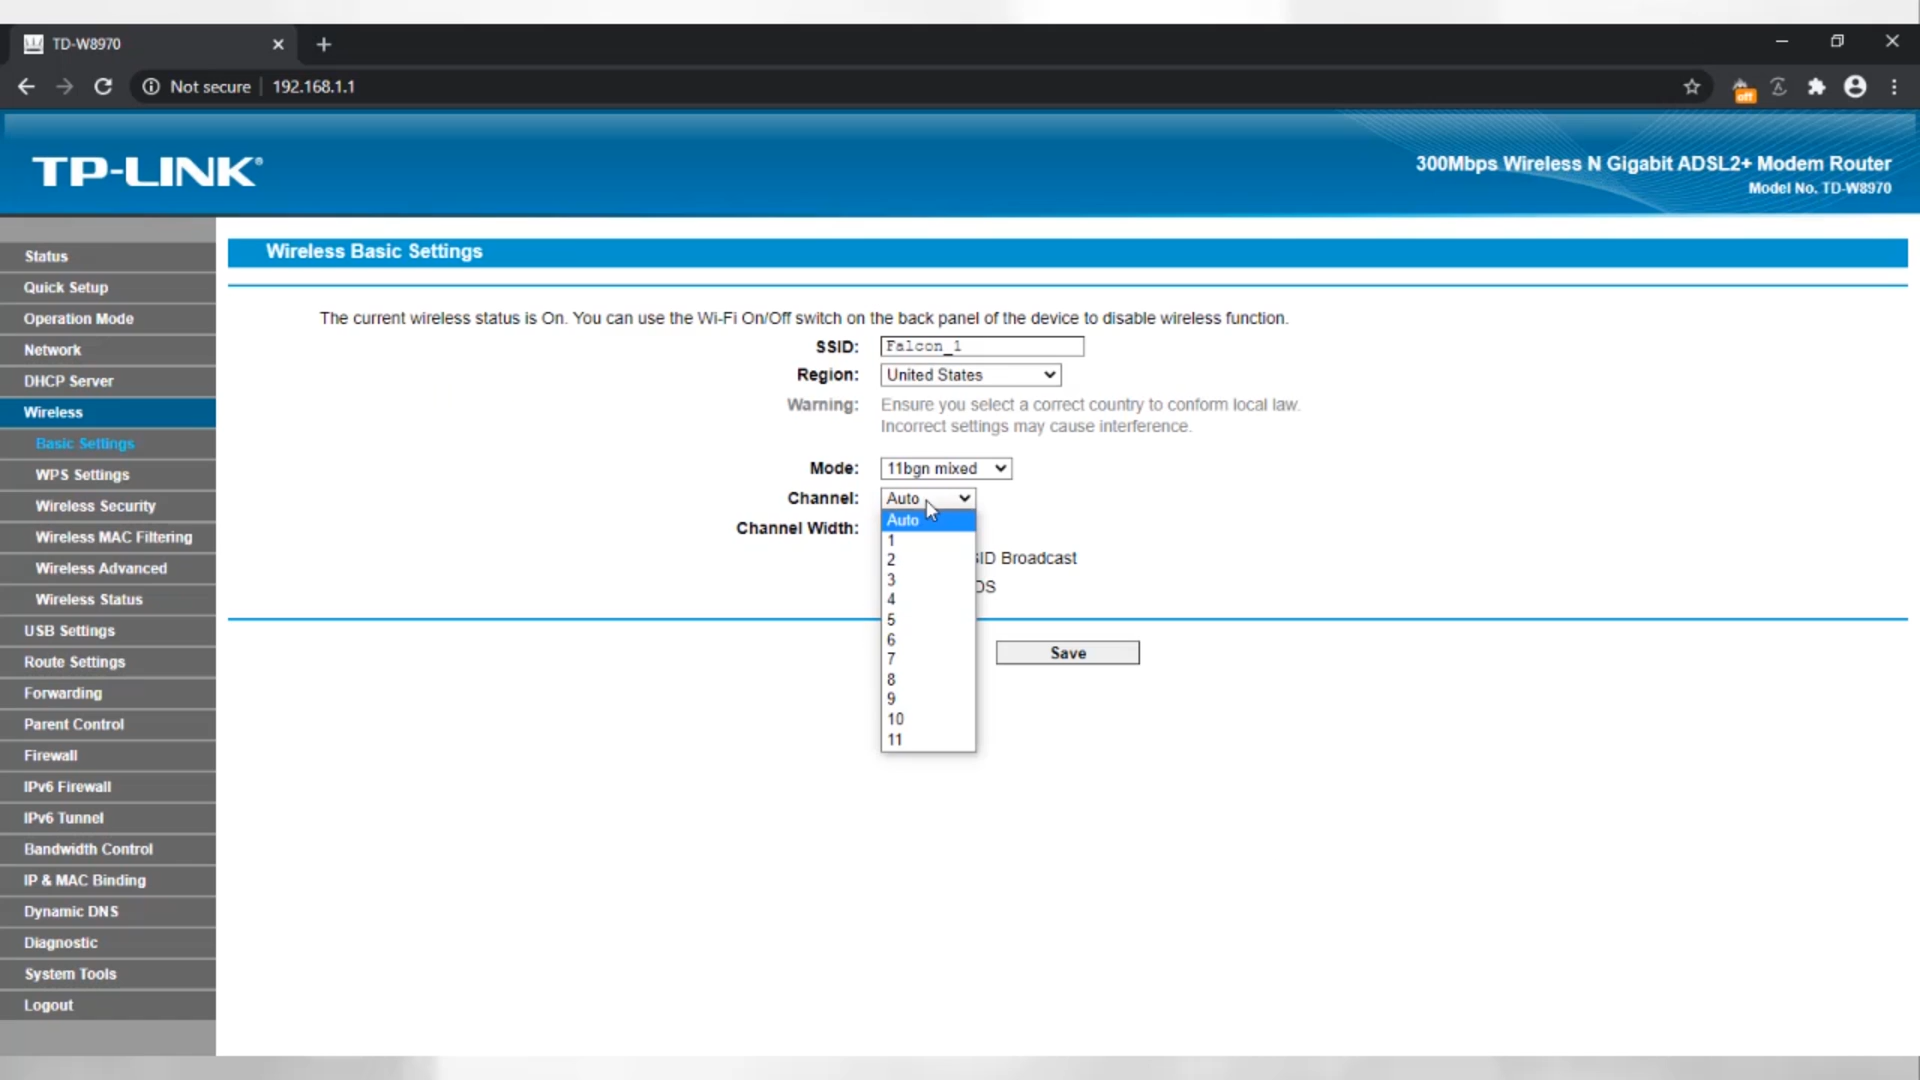 TD-W8970
Not secure
192.168.1.1
off
TP-LINK®
300Mbps Wireless N Gigabit ADSL2+ Modem Router
Model No. TD-W8970
Status
Quick Setup
Operation Mode
Network
DHCP Server
Wireless
Basic Settings
WPS Settings
Wireless Security
Wireless MAC Filtering
Wireless Advanced
Wireless Status
USB Settings
Route Settings
Forwarding
Parent Control
Firewall
IPv6 Firewall
IPv6 Tunnel
Bandwidth Control
IP & MAC Binding
Dynamic DNS
Diagnostic
System Tools
Logout
Wireless Basic Settings
The current wireless status is On. You can use the Wi-Fi On/Off switch on the back panel of the device to disable wireless function.
SSID: Falcon_1
Region: United States
Warning: Ensure you select a correct country to conform local law.
Incorrect settings may cause interference.
Mode: 11bgn mixed
Channel: Auto
Auto
Channel Width:
1
2
ID Broadcast
3
DS
4
5
6
7
8
9
10
11
Save